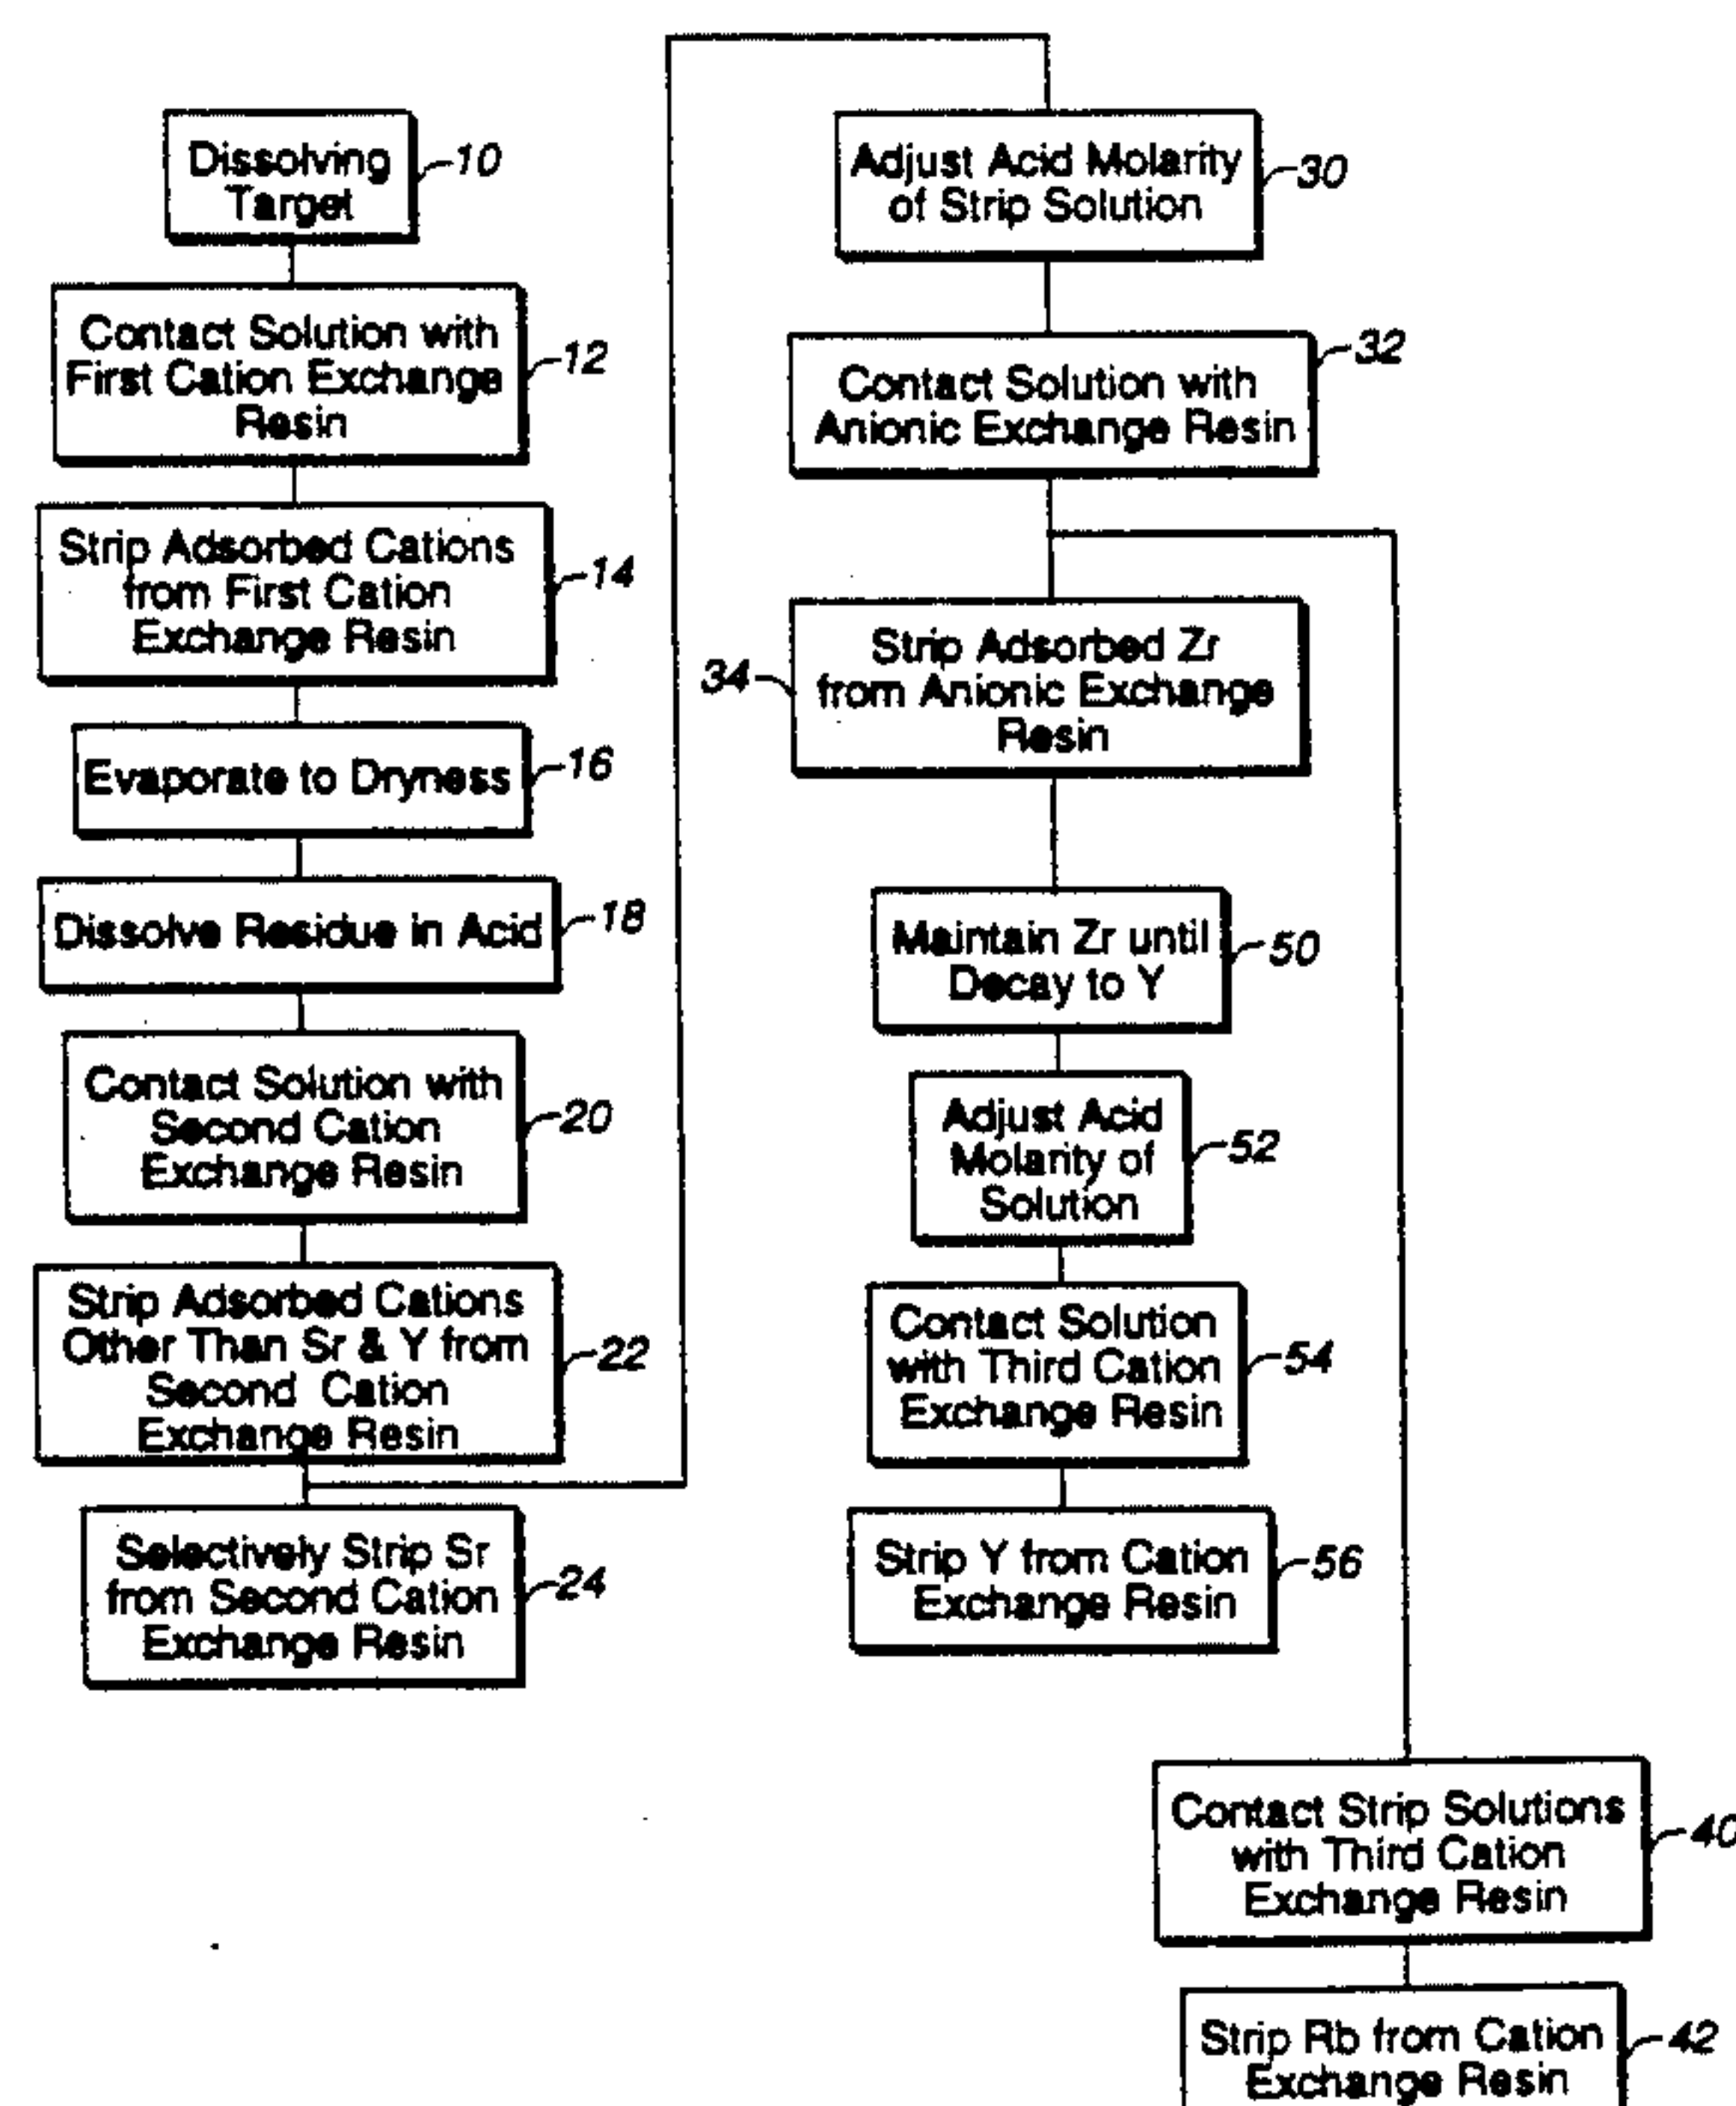 Dissolving
Target
10
Contact Solution with
First Cation Exchange
Resin
12
Strip Adsorbed Cations
from First Cation
Exchange Resin
14
Evaporate to Dryness
16
Dissolve Residue in Acid
18
Contact Solution with
Second Cation
Exchange Resin
20
Strip Adsorbed Cations
Other Than Sr & Y from
Second Cation
Exchange Resin
22
Selectively Strip Sr
from Second Cation
Exchange Resin
24
Adjust Acid Molarity
of Strip Solution
30
Contact Solution with
Anionic Exchange Resin
32
Strip Adsorbed Zr
from Anionic Exchange
Resin
34
Maintain Zr until
Decay to Y
50
Adjust Acid
Molarity of
Solution
52
Contact Solution
with Third Cation
Exchange Resin
54
Strip Y from Cation
Exchange Resin
56
Contact Strip Solutions
with Third Cation
Exchange Resin
40
Strip Rb from Cation
Exchange Resin
42